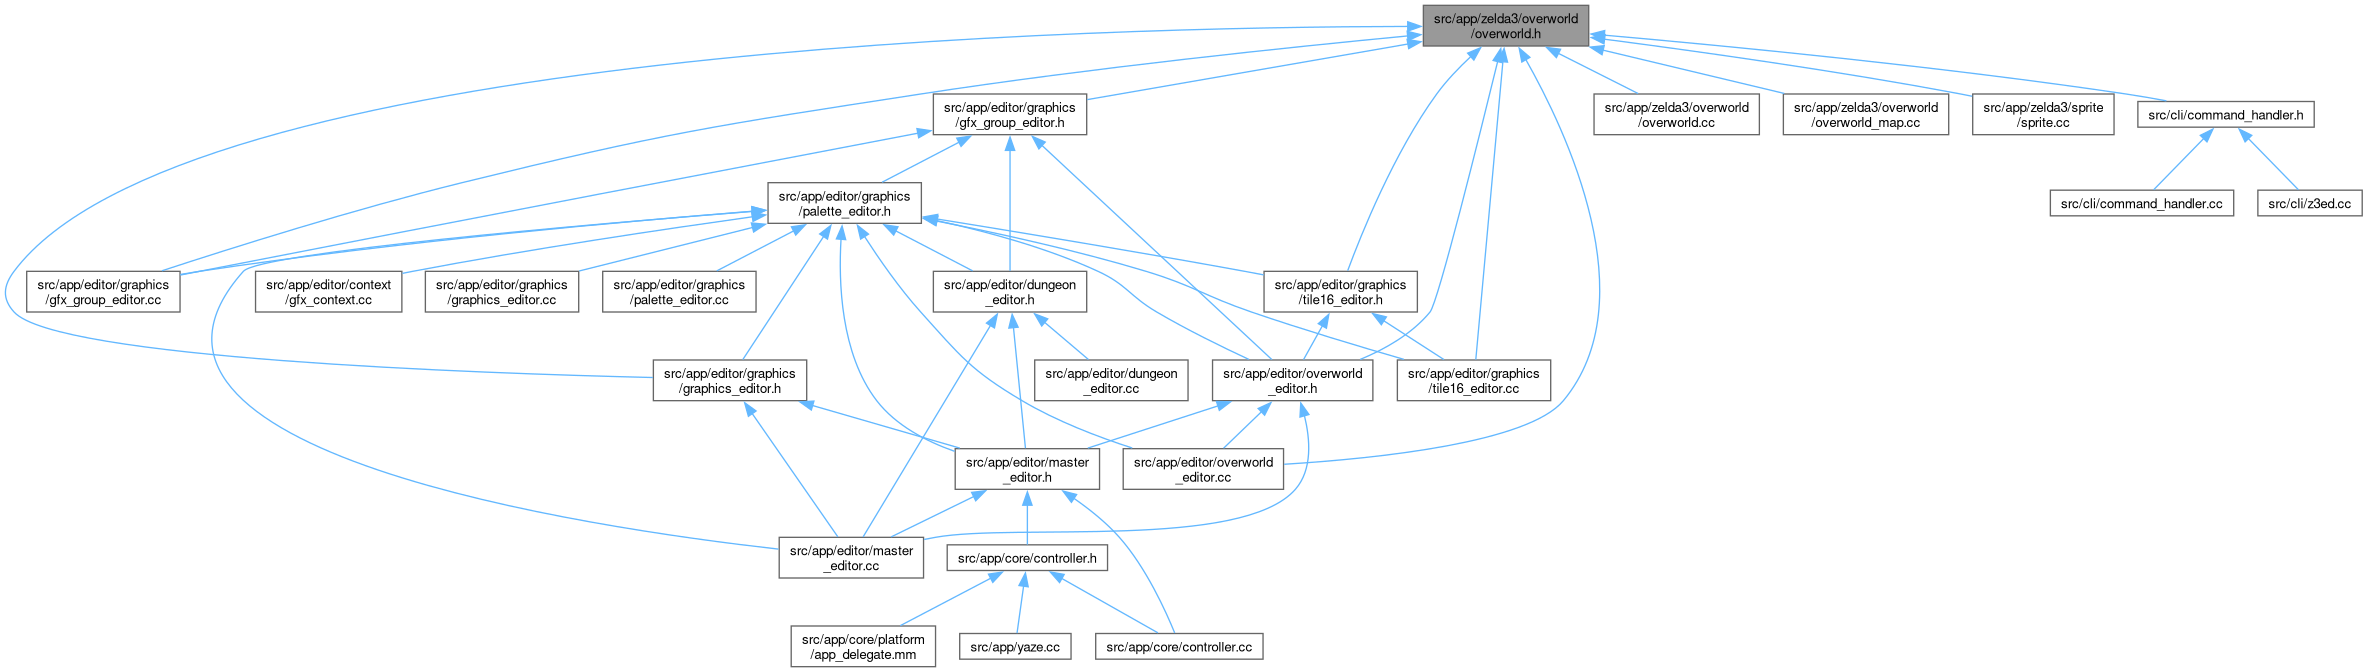 src/app/zelda3/overworld
/overworld.h
src/app/editor/graphics
/gfx_group_editor.h
src/app/zelda3/overworld
/overworld.cc
src/app/zelda3/overworld
/overworld_map.cc
src/app/zelda3/sprite
/sprite.cc
src/cli/command_handler.h
src/app/editor/graphics
/palette_editor.h
src/cli/command_handler.cc
src/cli/z3ed.cc
src/app/editor/graphics
/gfx_group_editor.cc
src/app/editor/context
/gfx_context.cc
src/app/editor/graphics
/graphics_editor.cc
src/app/editor/graphics
/palette_editor.cc
src/app/editor/dungeon
_editor.h
src/app/editor/graphics
/tile16_editor.h
src/app/editor/graphics
/graphics_editor.h
src/app/editor/dungeon
_editor.cc
src/app/editor/overworld
_editor.h
src/app/editor/graphics
/tile16_editor.cc
src/app/editor/master
_editor.h
src/app/editor/overworld
_editor.cc
src/app/editor/master
_editor.cc
src/app/core/controller.h
src/app/core/platform
/app_delegate.mm
src/app/yaze.cc
src/app/core/controller.cc